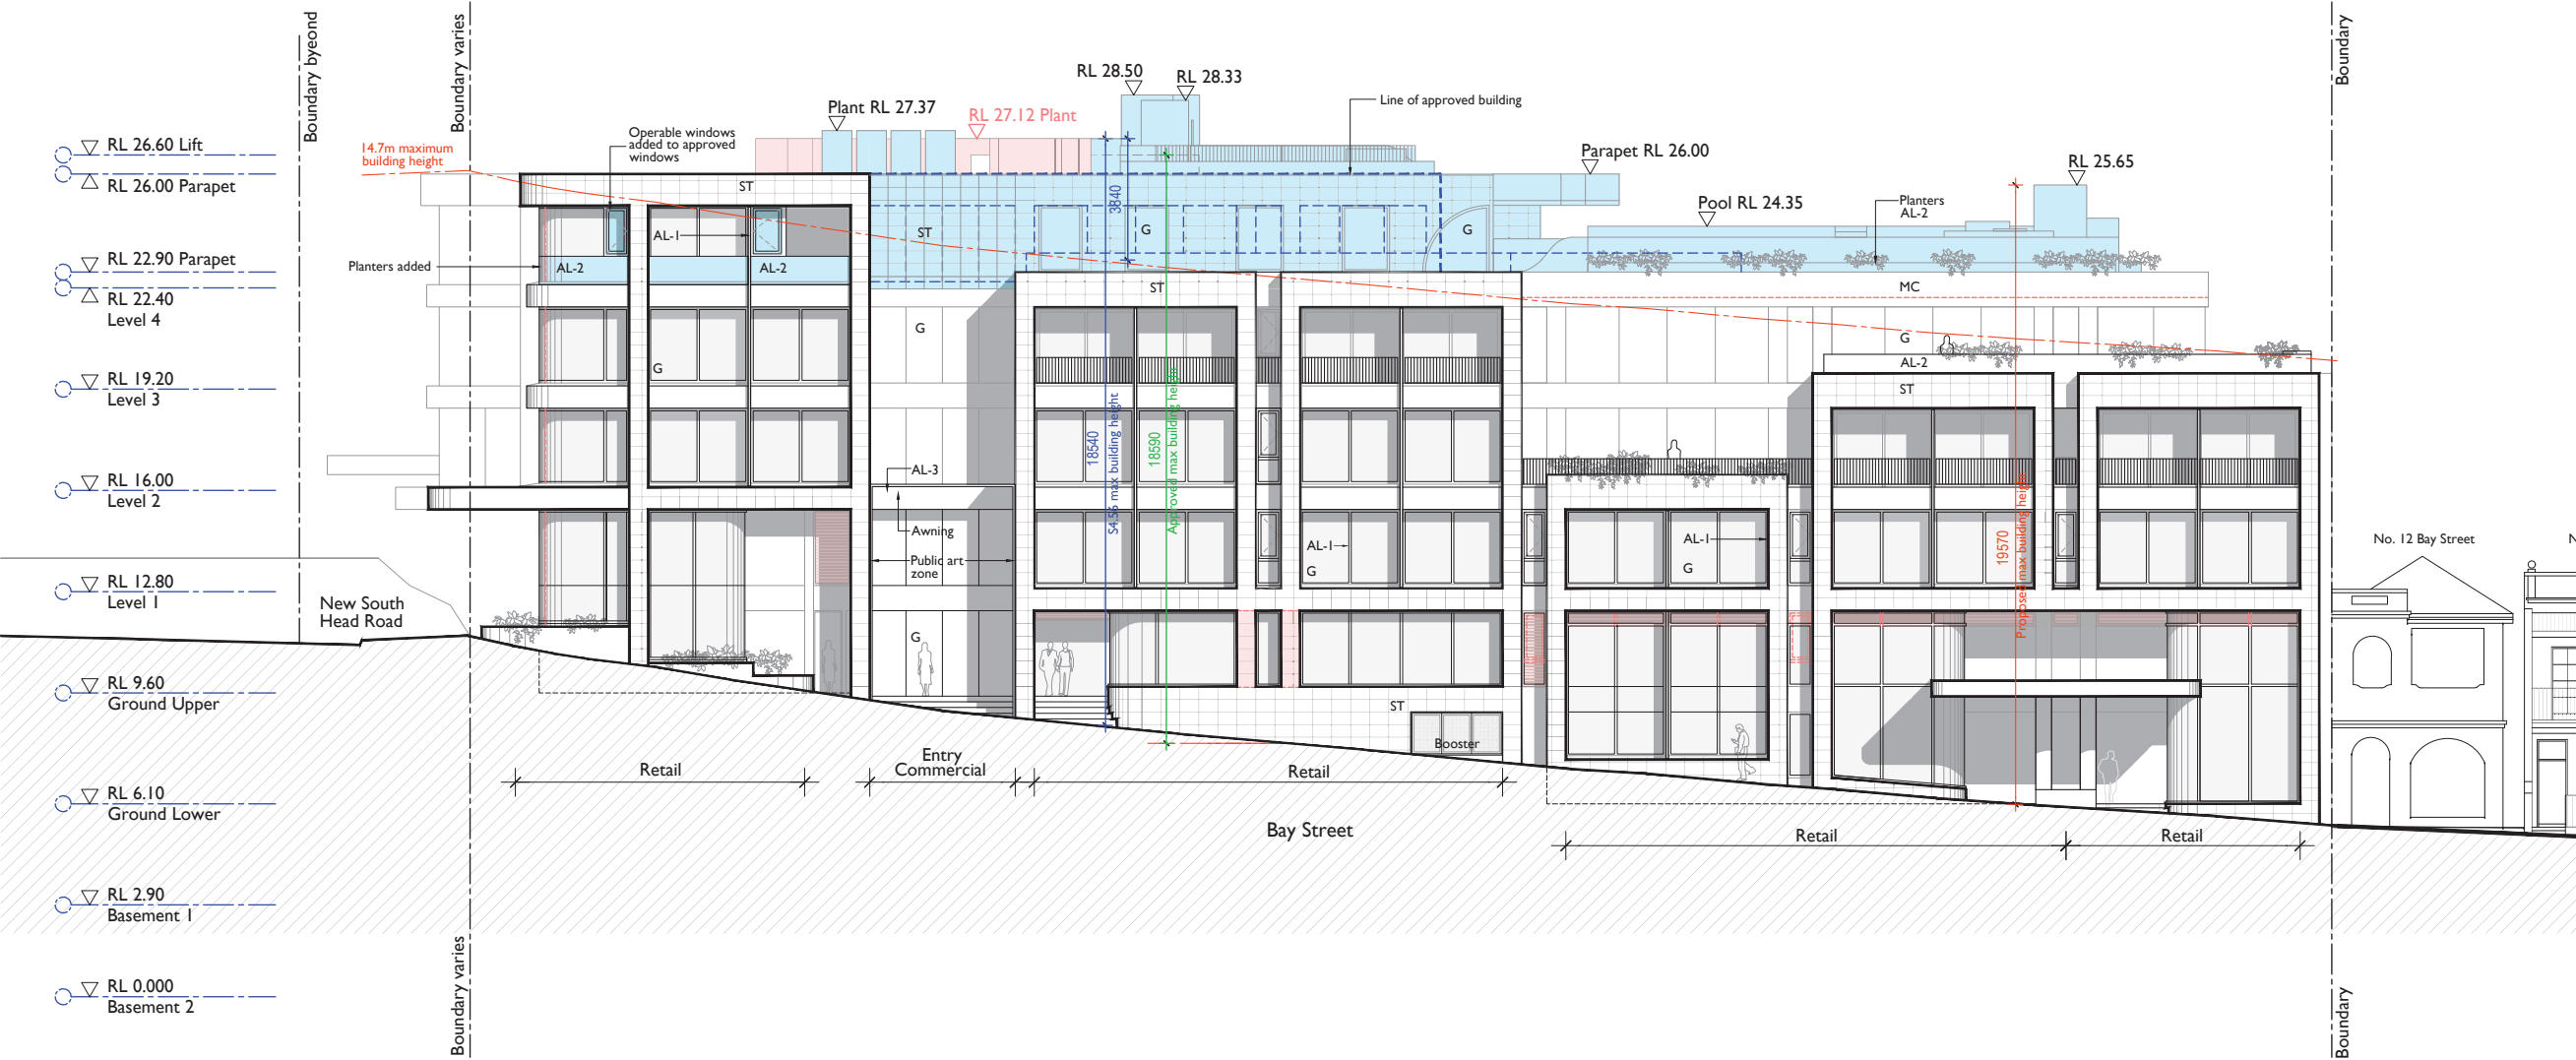 Boundary byeond
Boundary varies
Boundary
RL 28.50
RL 28.33
Plant RL 27.37
RL 27.12 Plant
Line of approved building
Operable windows
added to approved
windows
14.7m maximum
building height
RL 26.60 Lift
RL 26.00 Parapet
Parapet RL 26.00
RL 25.65
Pool RL 24.35
Planters
AL-2
ST
3840
AL-1
ST
G
G
RL 22.90 Parapet
Planters added
AL-2
AL-2
RL 22.40
Level 4
ST
MC
G
G
AL-2
G
ST
RL 19.20
Level 3
18540
S4.56 max building height
18590
Approved max building height
AL-3
RL 16.00
Level 2
Awning
Public art
zone
AL-1
G
AL-1
G
19570
Proposed max building height
No. 12 Bay Street
N
RL 12.80
Level 1
New South
Head Road
G
RL 9.60
Ground Upper
ST
Booster
Retail
Entry
Commercial
Retail
RL 6.10
Ground Lower
Bay Street
Retail
Retail
RL 2.90
Basement 1
RL 0.000
Basement 2
Boundary varies
Boundary